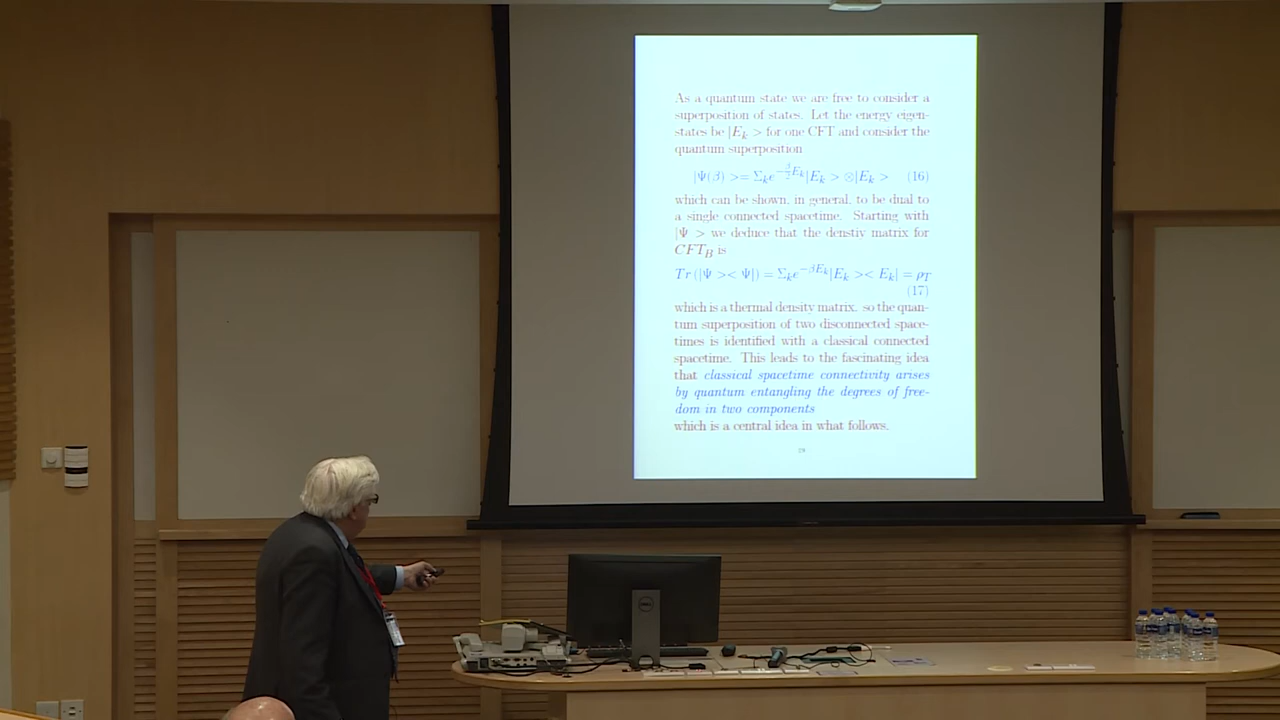 As a quantum state we are free to consider a
superposition of states. Let the energy eigen-
states be |E_k > for one CFT and consider the
quantum superposition
|Ψ(β) >= Σ_k e^{-β/2 E_k}|E_k > ⊗|E_k > (16)
which can be shown, in general, to be dual to
a single connected spacetime. Starting with
|Ψ > we deduce that the denstiy matrix for
CFT_B is
Tr(|Ψ >< Ψ|) = Σ_k e^{-βE_k}|E_k >< E_k| = ρ_T
(17)
which is a thermal density matrix. so the quan-
tum superposition of two disconnected space-
times is identified with a classical connected
spacetime. This leads to the fascinating idea
that classical spacetime connectivity arises
by quantum entangling the degrees of free-
dom in two components
which is a central idea in what follows.
DELL